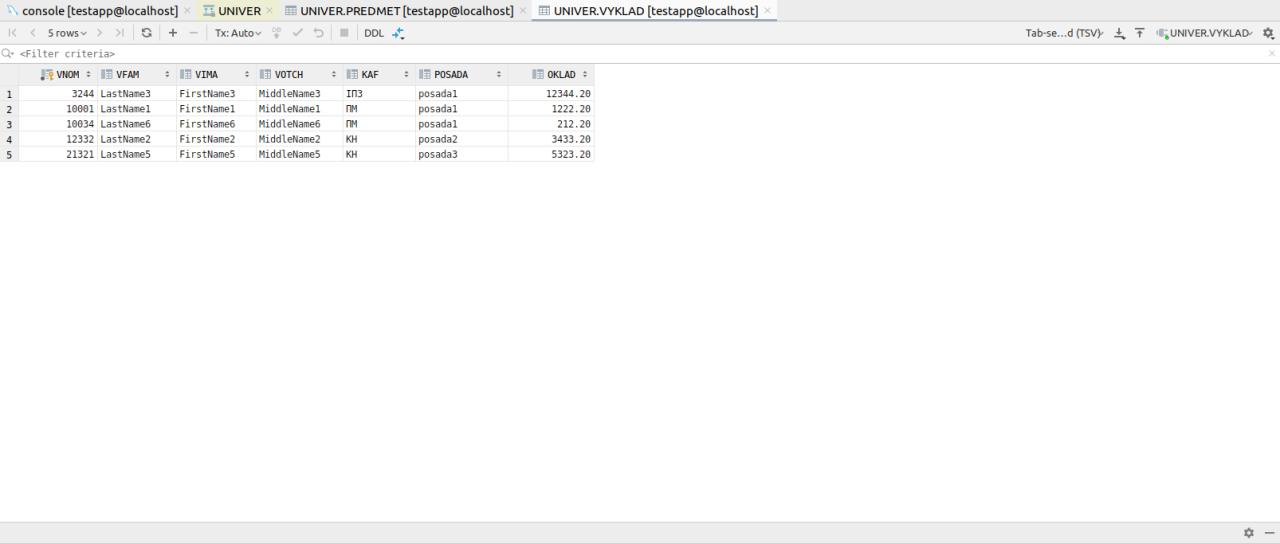 console [testapp@localhost] UNIVER UNIVER.PREDMET [testapp@localhost] UNIVER.VYKLAD [testapp@localhost]
5 rows Tx: Auto DB DDL Tab-se...d (TSV) UNIVER.VYKLAD
<Filter criteria>
VNOM VFAM VIMA VOTCH KAF POSADA OKLAD
1 3244 LastName3 FirstName3 MiddleName3 ІПЗ posada1 12344.20
2 10001 LastName1 FirstName1 MiddleName1 ПМ posada1 1222.20
3 10034 LastName6 FirstName6 MiddleName6 ПМ posada1 212.20
4 12332 LastName2 FirstName2 MiddleName2 КН posada2 3433.20
5 21321 LastName5 FirstName5 MiddleName5 КН posada3 5323.20